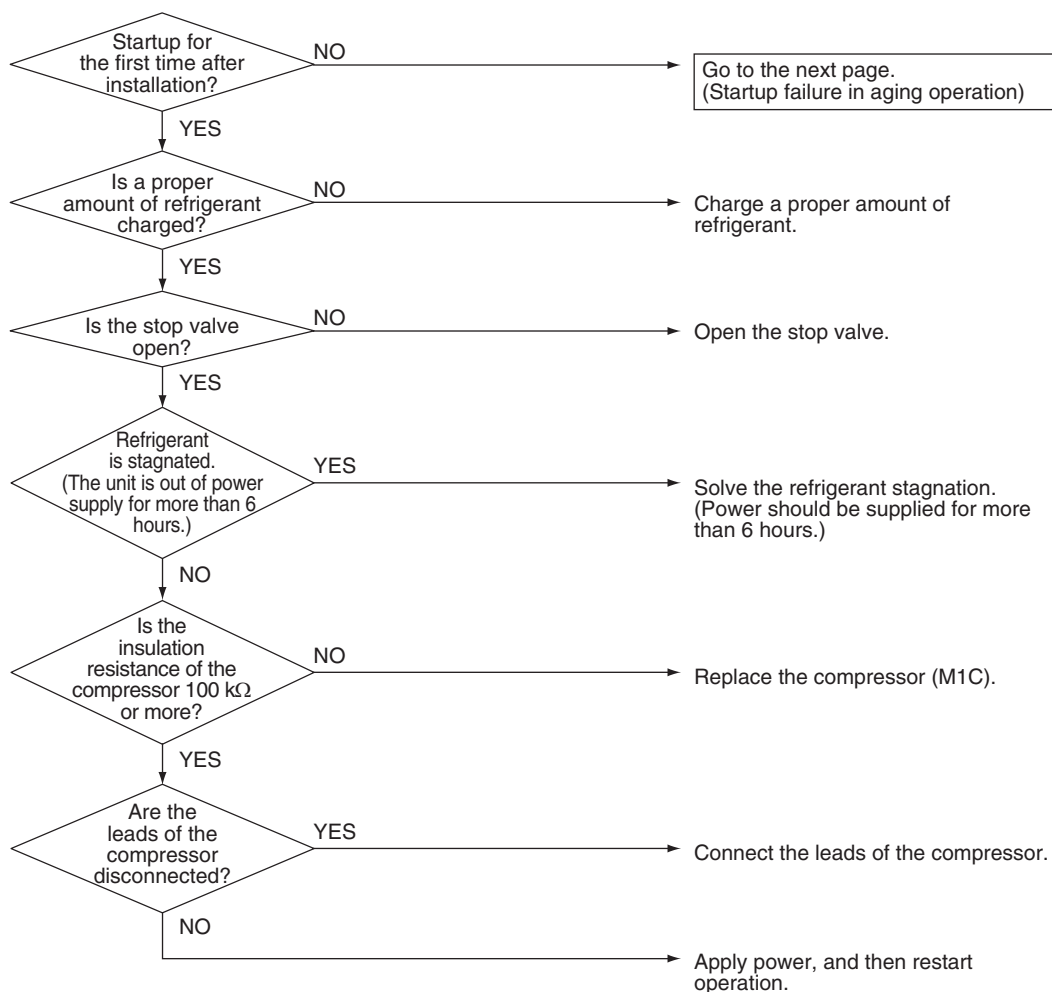 Startup for
the first time after
installation?
NO
Go to the next page.
(Startup failure in aging operation)
YES
Is a proper
amount of refrigerant
charged?
NO
Charge a proper amount of
refrigerant.
YES
Is the stop valve
open?
NO
Open the stop valve.
YES
Refrigerant
is stagnated.
(The unit is out of power
supply for more than 6
hours.)
YES
Solve the refrigerant stagnation.
(Power should be supplied for more
than 6 hours.)
NO
Is the
insulation
resistance of the
compressor 100 kΩ
or more?
NO
Replace the compressor (M1C).
YES
Are the
leads of the
compressor
disconnected?
YES
Connect the leads of the compressor.
NO
Apply power, and then restart
operation.